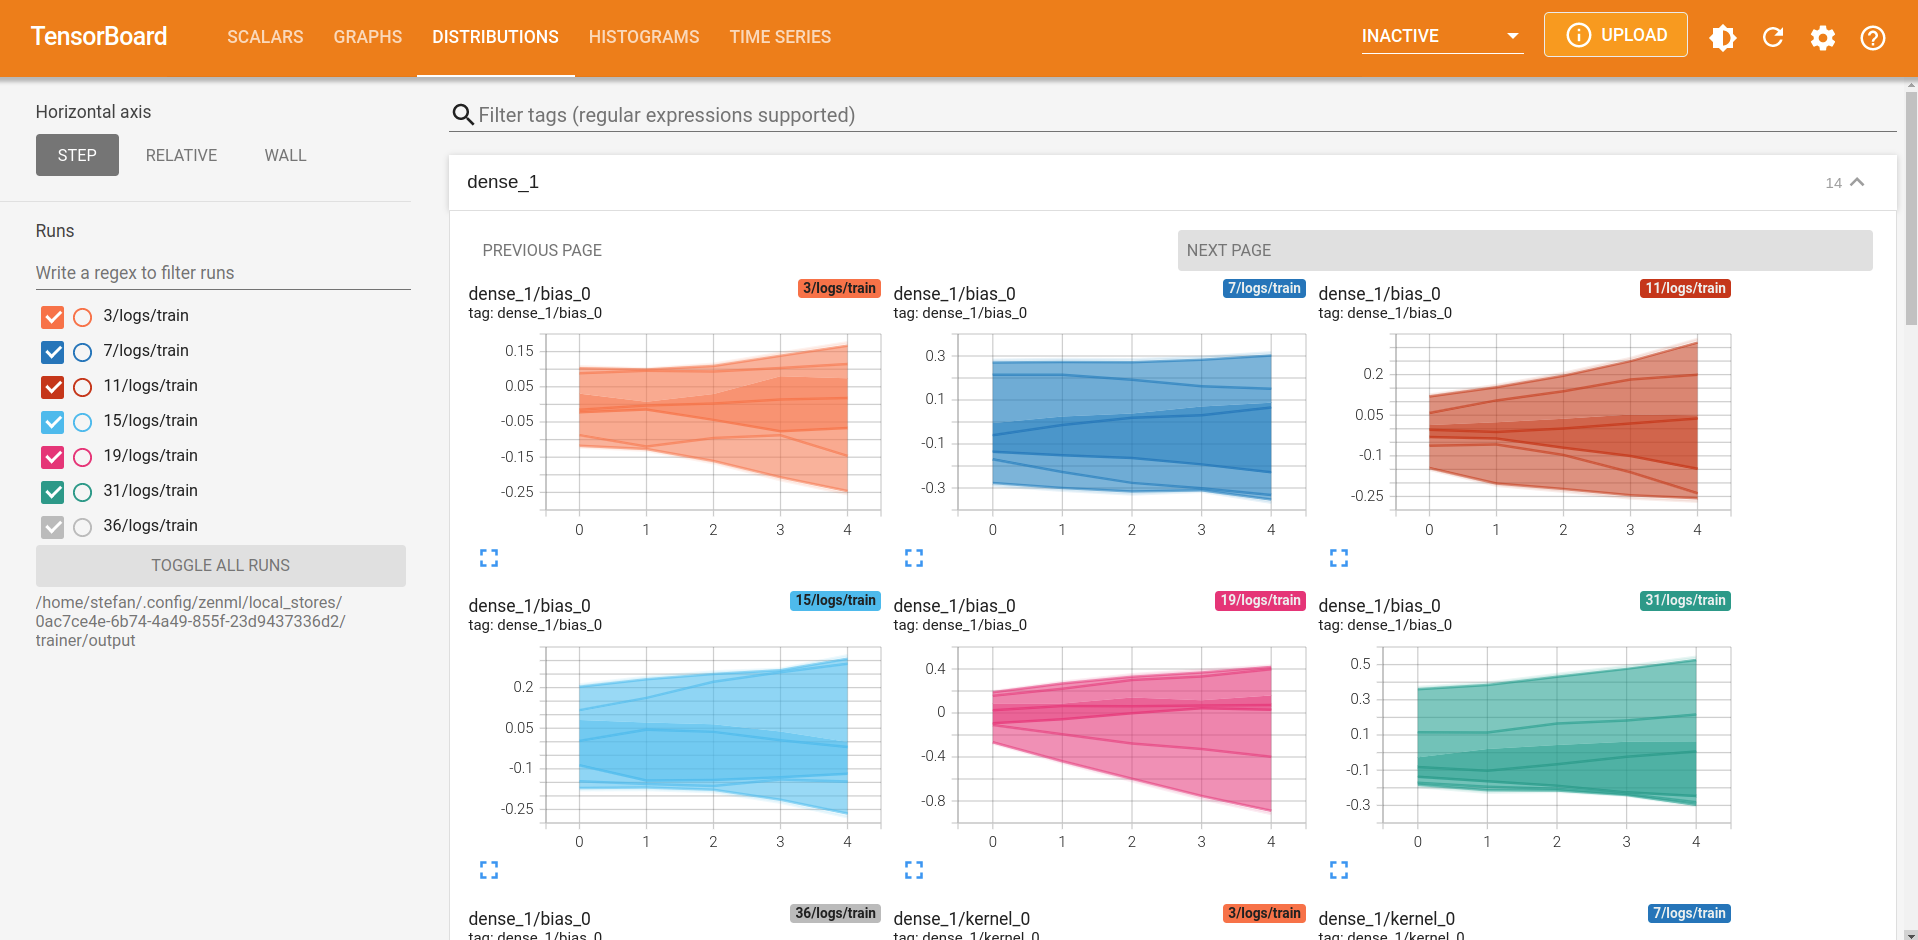 TensorBoard
SCALARS GRAPHS DISTRIBUTIONS HISTOGRAMS TIME SERIES
INACTIVE
UPLOAD
Horizontal axis
STEP RELATIVE WALL
Runs
Write a regex to filter runs
3/logs/train
7/logs/train
11/logs/train
15/logs/train
19/logs/train
31/logs/train
36/logs/train
TOGGLE ALL RUNS
/home/stefan/.config/zenml/local_stores/
0ac7ce4e-6b74-4a49-855f-23d9437336d2/
trainer/output
Filter tags (regular expressions supported)
dense_1
14
PREVIOUS PAGE
NEXT PAGE
dense_1/bias_0
3/logs/train
tag: dense_1/bias_0
0.15
0.05
-0.05
-0.15
-0.25
0 1 2 3 4
dense_1/bias_0
7/logs/train
tag: dense_1/bias_0
0.3
0.1
-0.1
-0.3
0 1 2 3 4
dense_1/bias_0
11/logs/train
tag: dense_1/bias_0
0.2
0.05
-0.1
-0.25
0 1 2 3 4
dense_1/bias_0
15/logs/train
tag: dense_1/bias_0
0.2
0.05
-0.1
-0.25
0 1 2 3 4
dense_1/bias_0
19/logs/train
tag: dense_1/bias_0
0.4
0
-0.4
-0.8
0 1 2 3 4
dense_1/bias_0
31/logs/train
tag: dense_1/bias_0
0.5
0.3
0.1
-0.1
-0.3
0 1 2 3 4
dense_1/bias_0
36/logs/train
tag: dense_1/bias_0
dense_1/kernel_0
3/logs/train
tag: dense_1/kernel_0
dense_1/kernel_0
7/logs/train
tag: dense_1/kernel_0